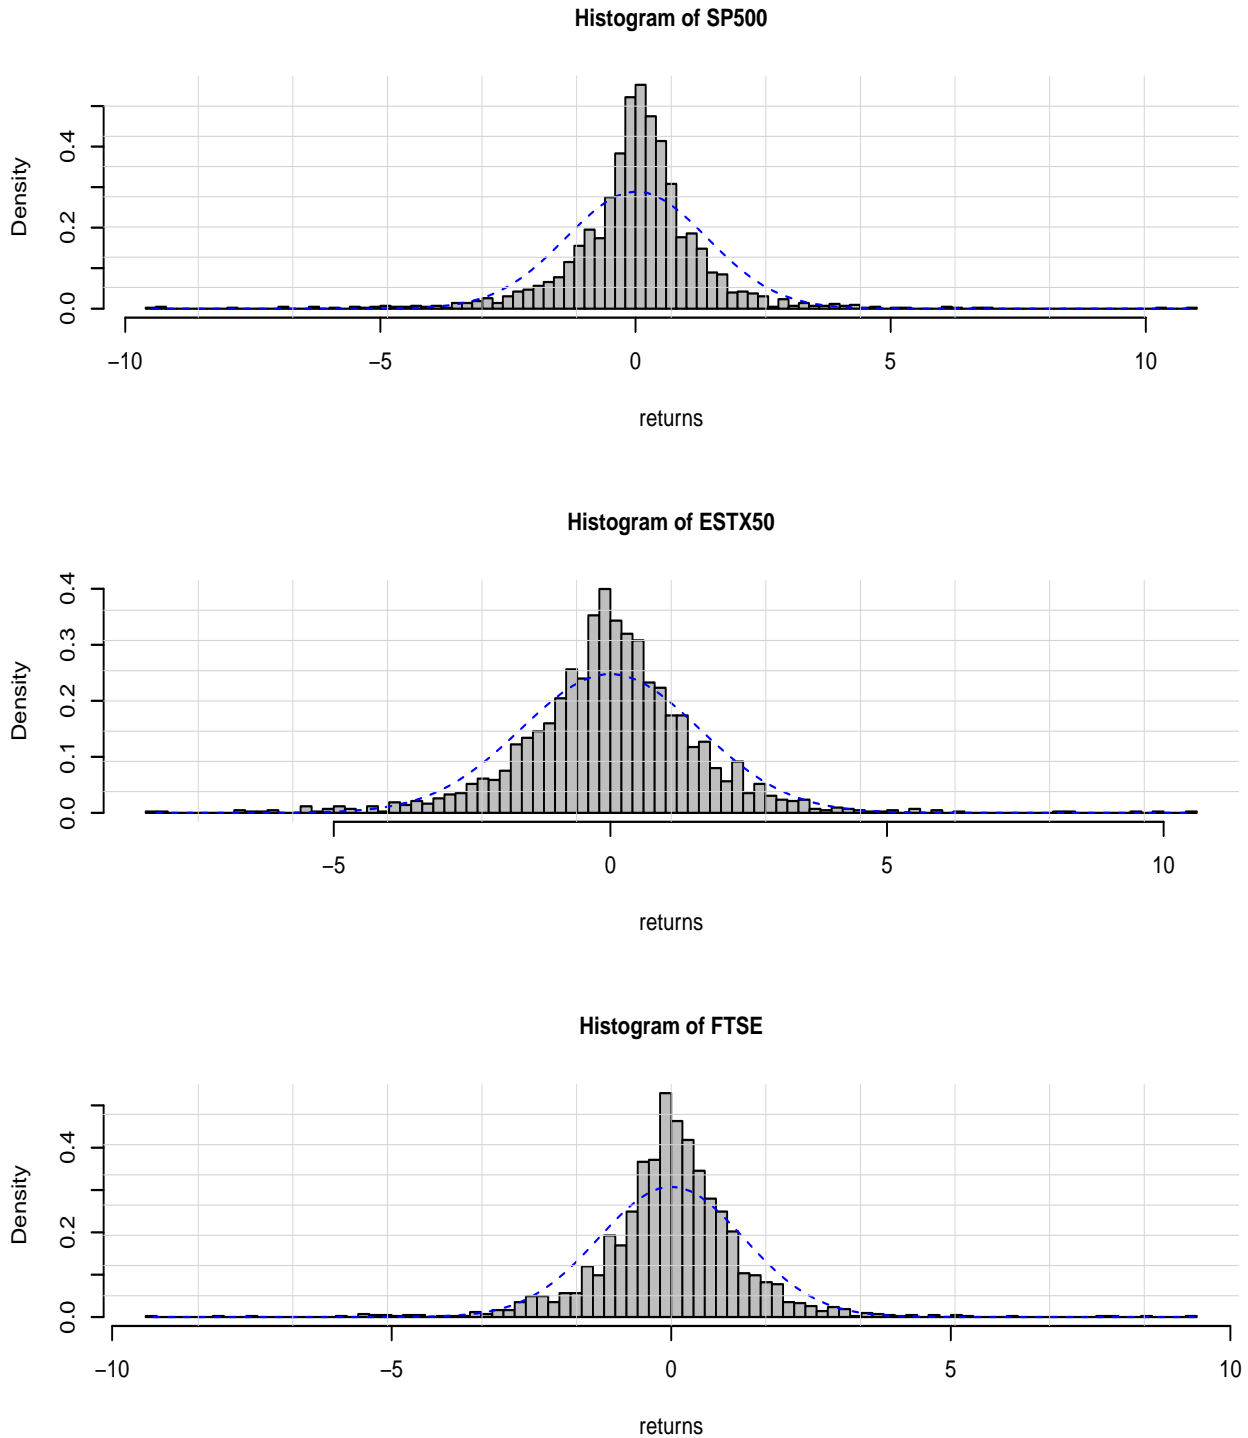 Histogram of SP500
Density
0.0 0.2 0.4
−10 −5 0 5 10
returns
Histogram of ESTX50
Density
0.0 0.1 0.2 0.3 0.4
−5 0 5 10
returns
Histogram of FTSE
Density
0.0 0.2 0.4
−10 −5 0 5 10
returns